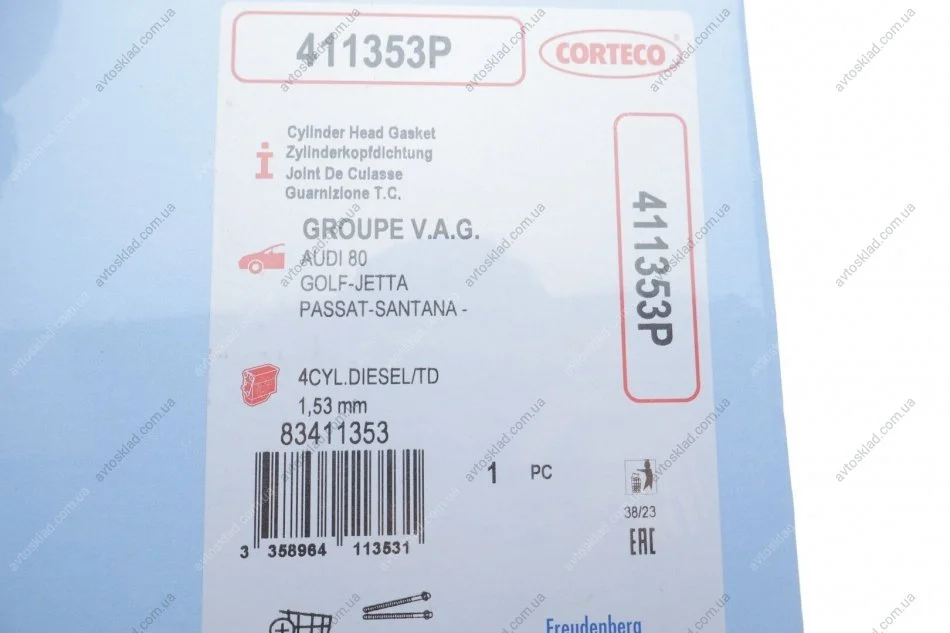 411353P
CORTECO
Cylinder Head Gasket
Zylinderkopfdichtung
Joint De Culasse
Guarnizione T.C.
GROUPE V.A.G.
AUDI 80
GOLF-JETTA
PASSAT-SANTANA -
411353P
4CYL.DIESEL/TD
1,53 mm
83411353
1 PC
3 358964 113531
38/23
EAC
Freudenberg
avtosklad.com.ua